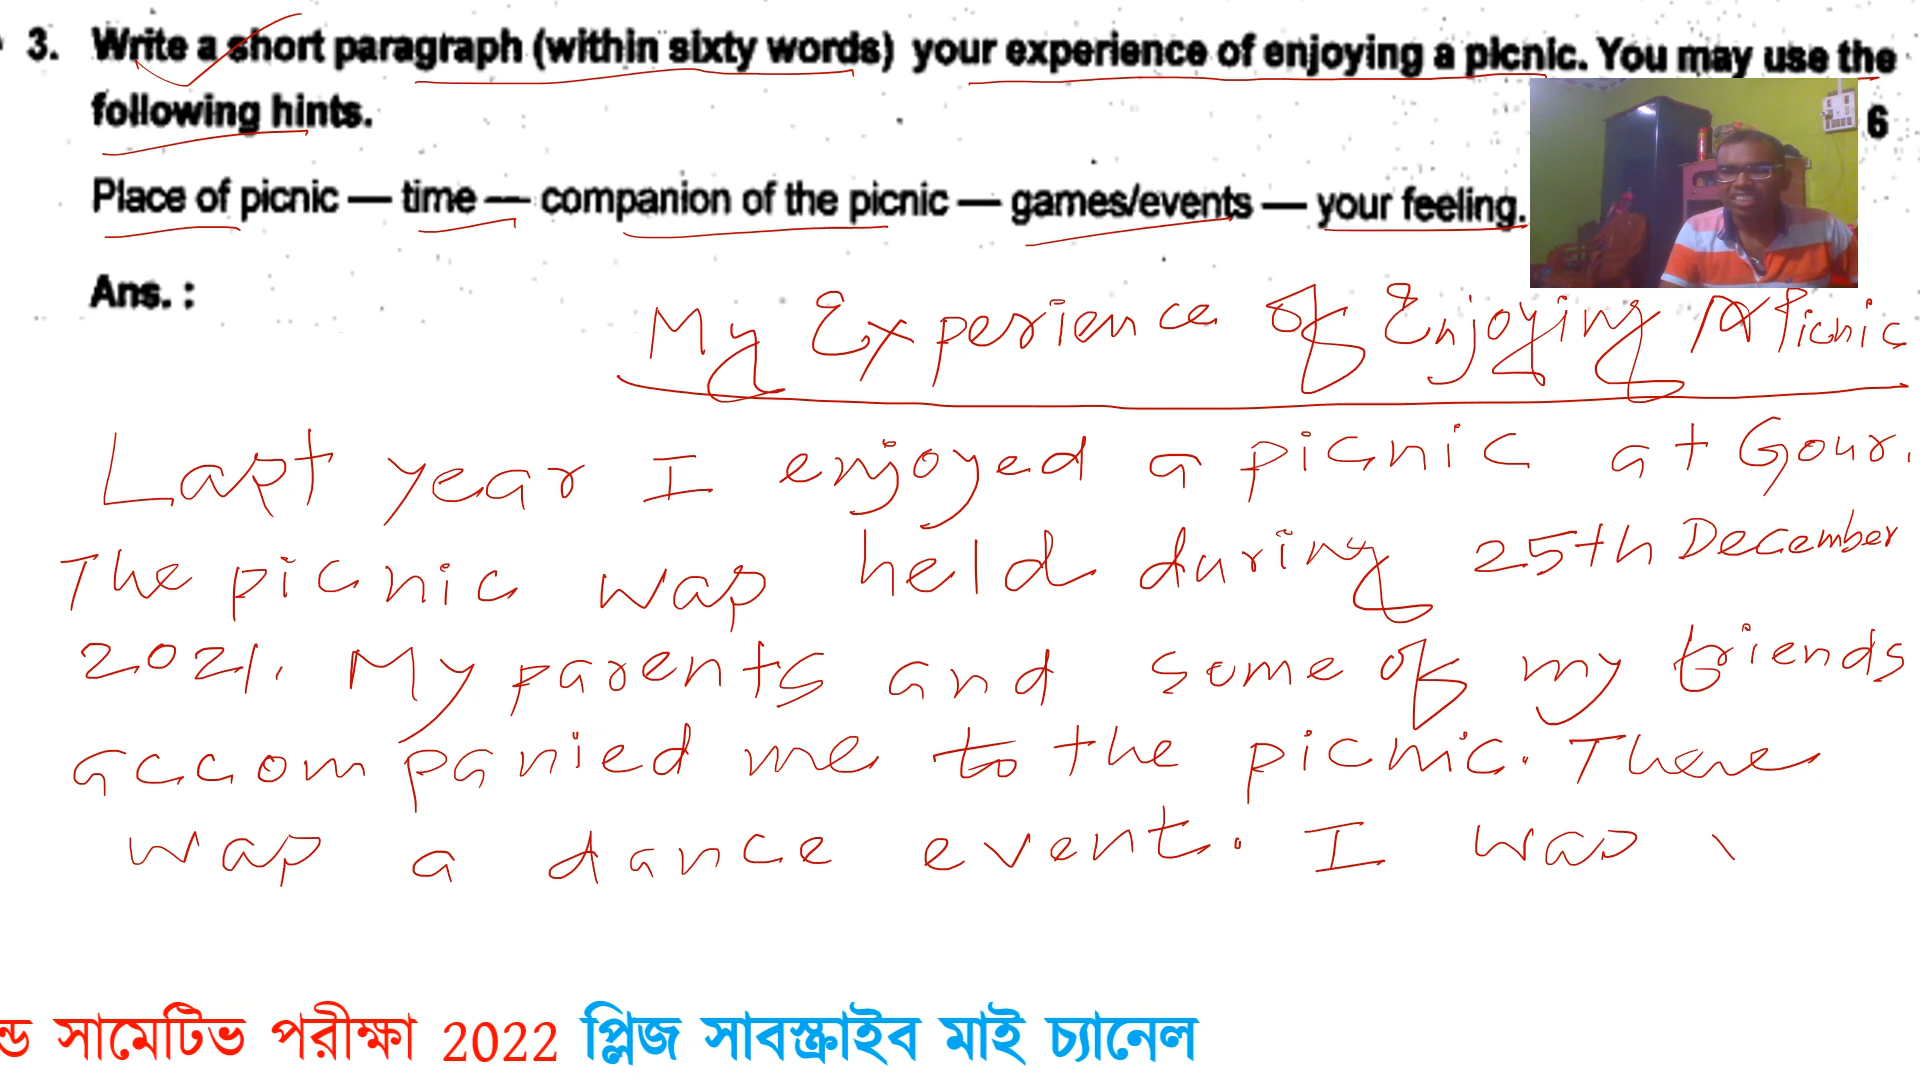 3. Write a short paragraph (within sixty words) your experience of enjoying a picnic. You may use the
following hints. 6
Place of picnic — time — companion of the picnic — games/events — your feeling.
Ans. :
My Experience of Enjoying A Picnic
Last year I enjoyed a picnic at Gour.
The picnic was held during 25th December
2021. My parents and some of my friends
accompanied me to the picnic. There
was a dance event. I was
ন্ড সামেটিভ পরীক্ষা 2022 প্লিজ সাবস্ক্রাইব মাই চ্যানেল